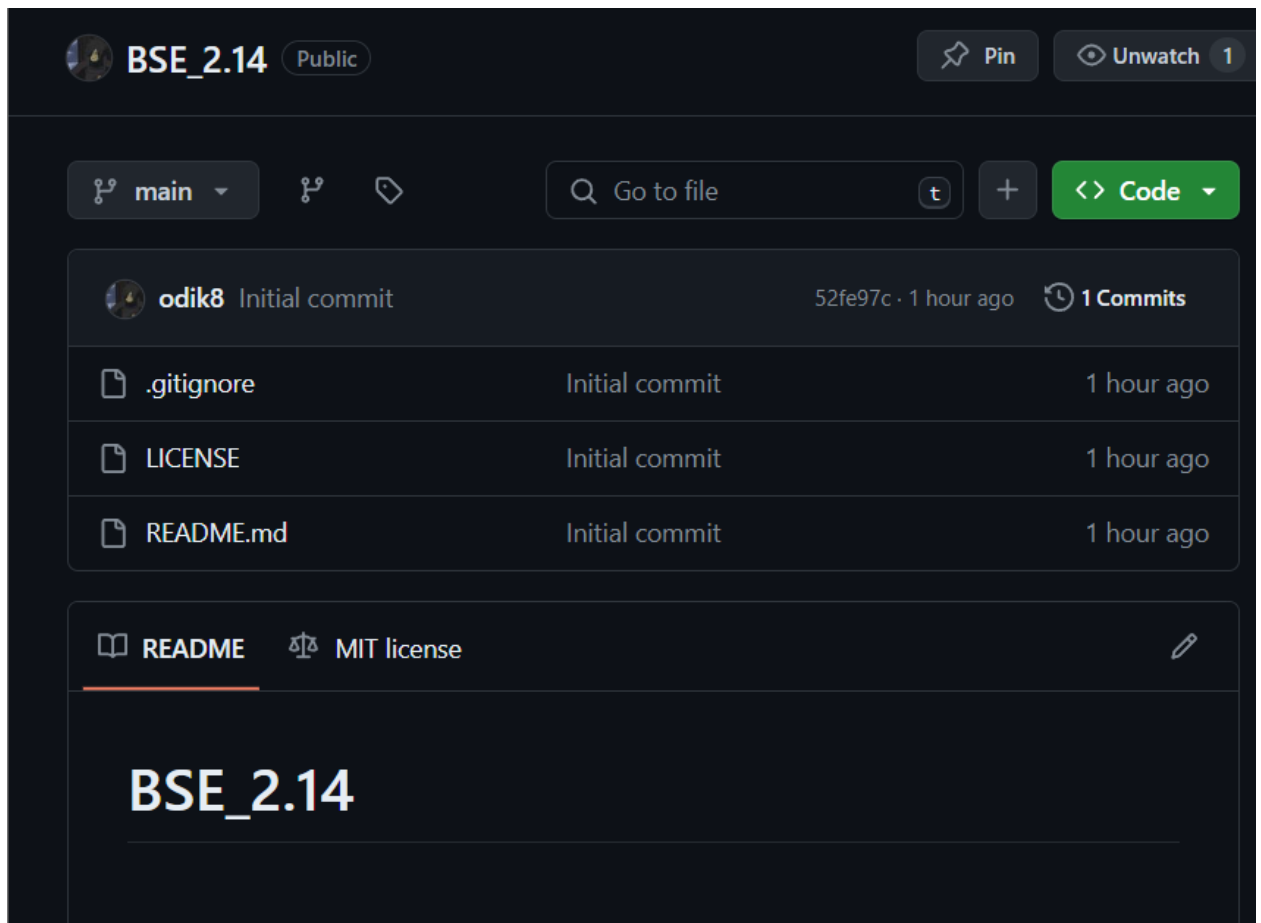 BSE_2.14 Public Pin Unwatch 1
main Go to file t Code
odik8 Initial commit 52fe97c · 1 hour ago 1 Commits
.gitignore Initial commit 1 hour ago
LICENSE Initial commit 1 hour ago
README.md Initial commit 1 hour ago
README MIT license
BSE_2.14